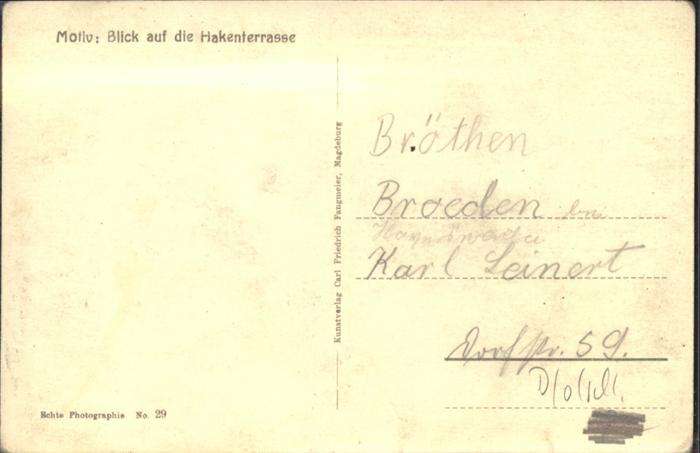 Motiv: Blick auf die Hakenterrasse
Kunstverlag Carl Friedrich Fangmeier, Magdeburg
Bröthen
Broeden
Karl Leinert
Dorfstr. 59.
Echte Photographie No. 29